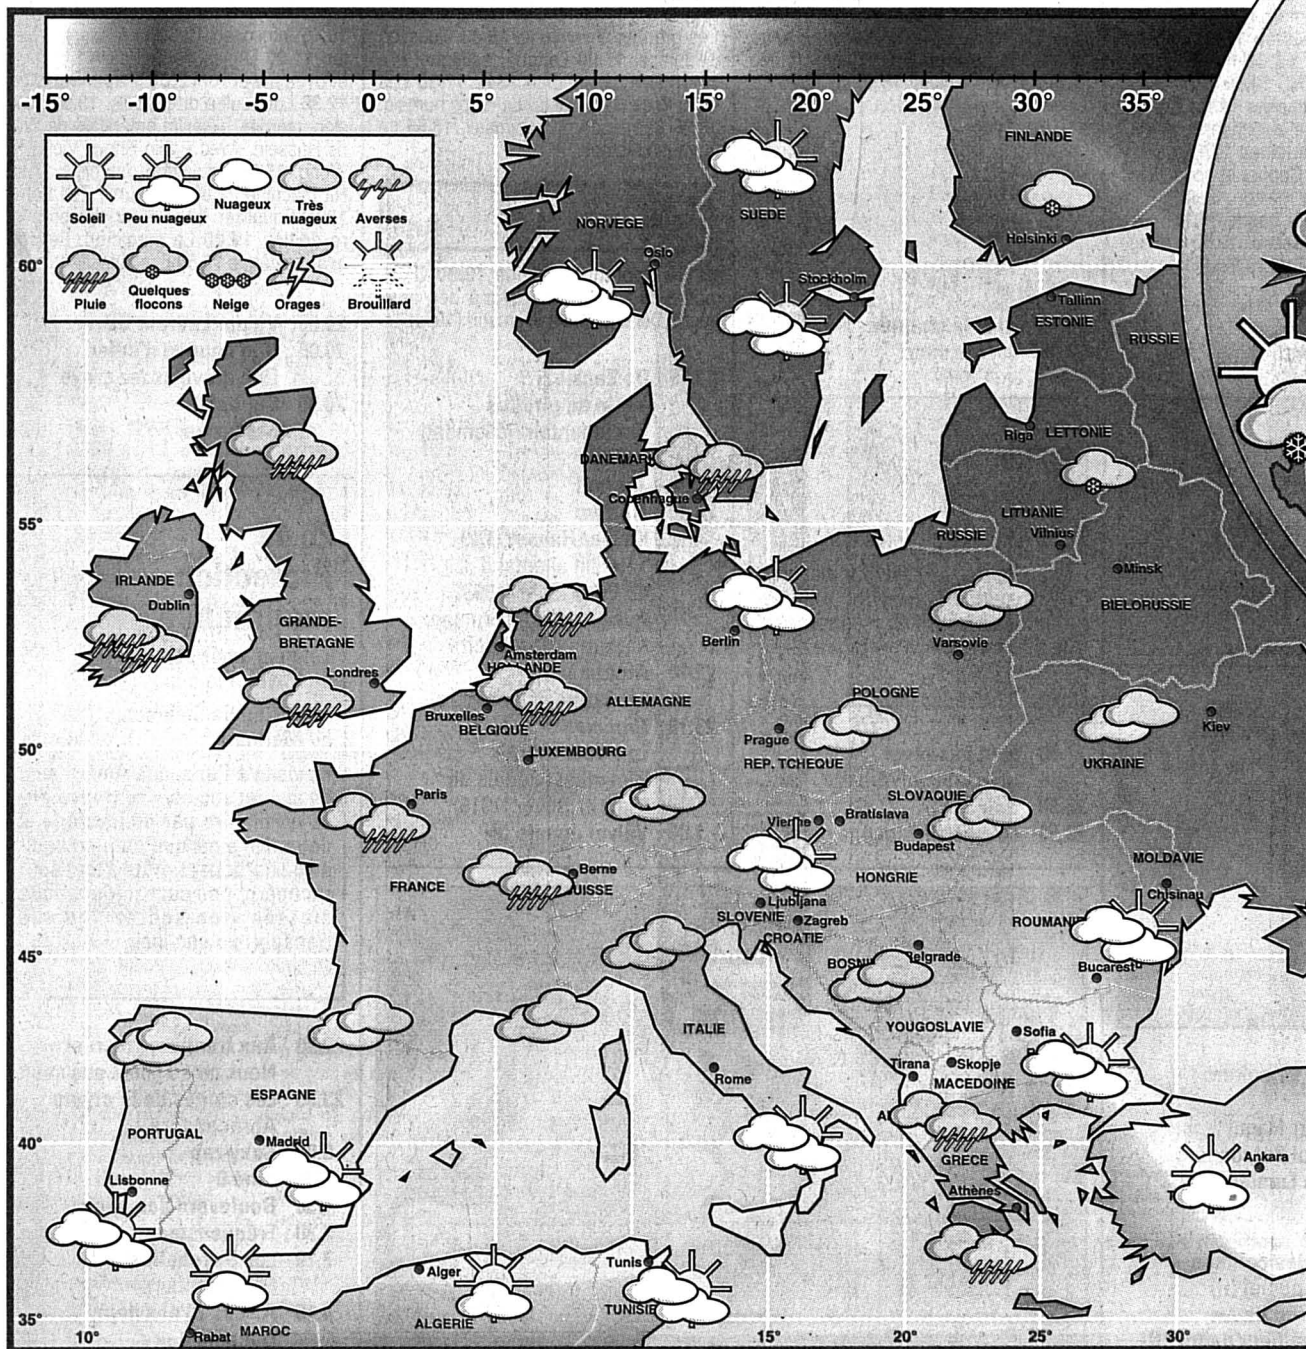 -15° -10° -5° 0° 5° 10° 15° 20° 25° 30° 35°
Soleil
Peu nuageux
Nuageux
Très
nuageux
Averses
Pluie
Quelques
flocons
Neige
Orages
Brouillard
FINLANDE
NORVEGE
SUEDE
Helsinki
Oslo
60°
Stockholm
Tallinn
ESTONIE
RUSSIE
Riga
LETTONIE
DANEMARK
Copenhague
LITUANIE
55°
RUSSIE
Vilnius
Minsk
IRLANDE
Dublin
BIELORUSSIE
GRANDE-
BRETAGNE
Berlin
Varsovie
Amsterdam
HOLLANDE
Londres
ALLEMAGNE
POLOGNE
Bruxelles
BELGIQUE
Kiev
50°
LUXEMBOURG
Prague
REP. TCHEQUE
UKRAINE
Paris
SLOVAQUIE
Vienne
Bratislava
Budapest
MOLDAVIE
Berne
SUISSE
FRANCE
HONGRIE
Chisinau
Ljubljana
SLOVENIE
Zagreb
ROUMANIE
CROATIE
45°
BOSNI
Belgrade
Bucarest
ITALIE
YOUGOSLAVIE
Sofia
Rome
Tirana
Skopje
MACEDOINE
ESPAGNE
PORTUGAL
40°
Madrid
GRECE
Ankara
Lisbonne
Athènes
Alger
Tunis
TUNISIE
35°
ALGERIE
MAROC
Rabat
10° 15° 20° 25° 30°